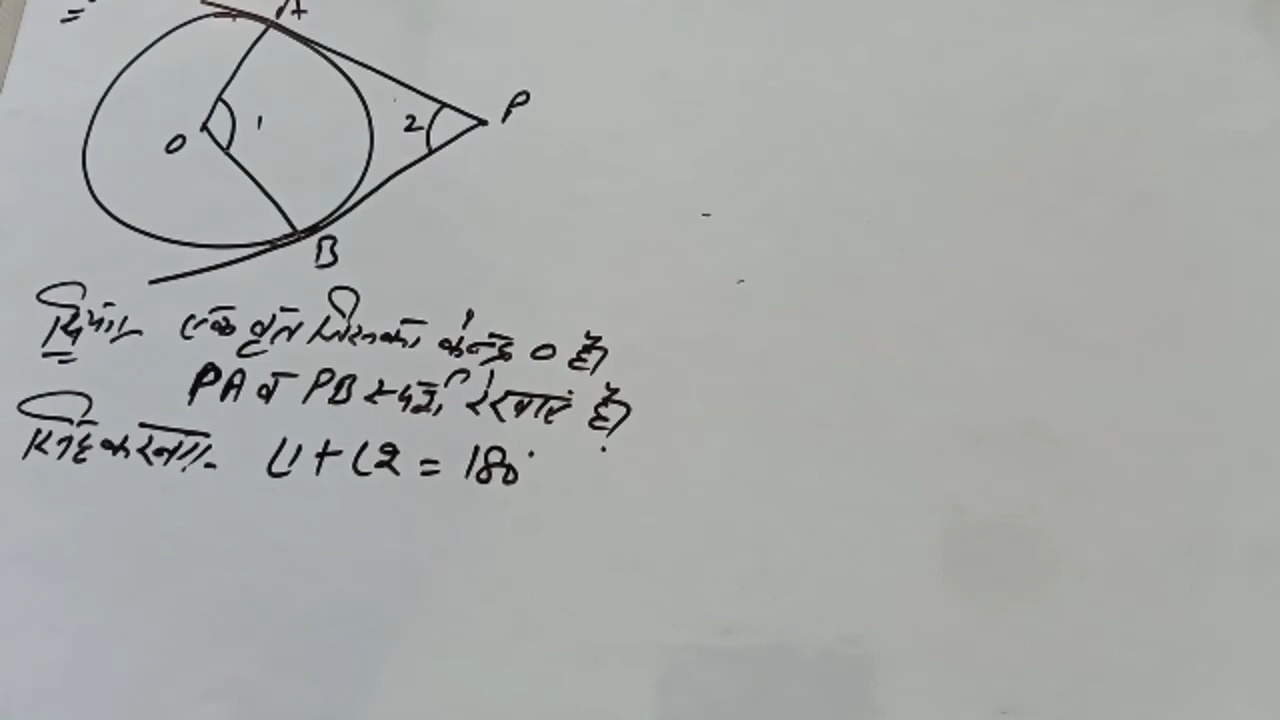 =
A
P
2
1
O
B
दिया- एक वृत जिसका केन्द्र O है।
PA व PB स्पर्श रेखाएं है।
सिद्ध करना- ∠1 + ∠2 = 180°